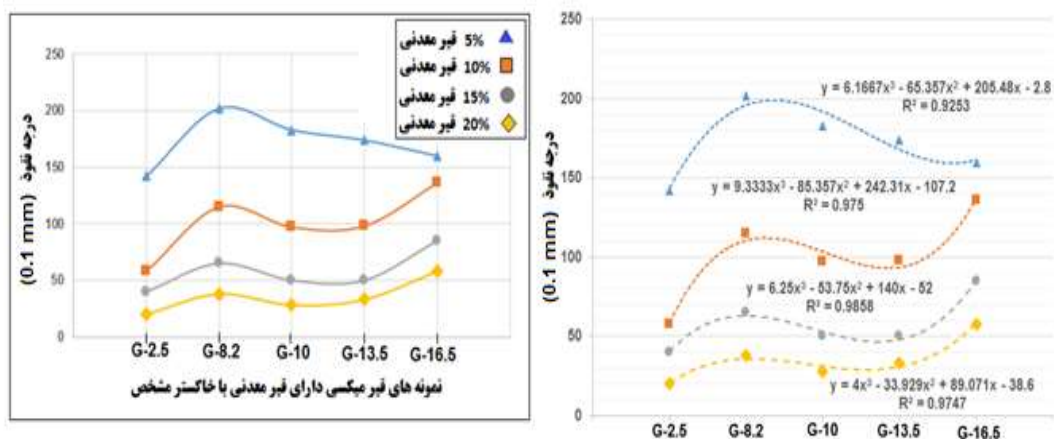 5% قیر معدنی
10% قیر معدنی
15% قیر معدنی
20% قیر معدنی
درجه نفوذ (0.1 mm)
250
200
150
100
50
0
G-2.5 G-8.2 G-10 G-13.5 G-16.5
نمونه های قیر میکسی دارای قیر معدنی با خاکستر مشخص
درجه نفوذ (0.1 mm)
250
200
150
100
50
0
y = 6.1667x³ - 65.357x² + 205.48x - 2.8
R² = 0.9253
y = 9.3333x³ - 85.357x² + 242.31x - 107.2
R² = 0.975
y = 6.25x³ - 53.75x² + 140x - 52
R² = 0.9858
y = 4x³ - 33.929x² + 89.071x - 38.6
R² = 0.9747
G-2.5 G-8.2 G-10 G-13.5 G-16.5